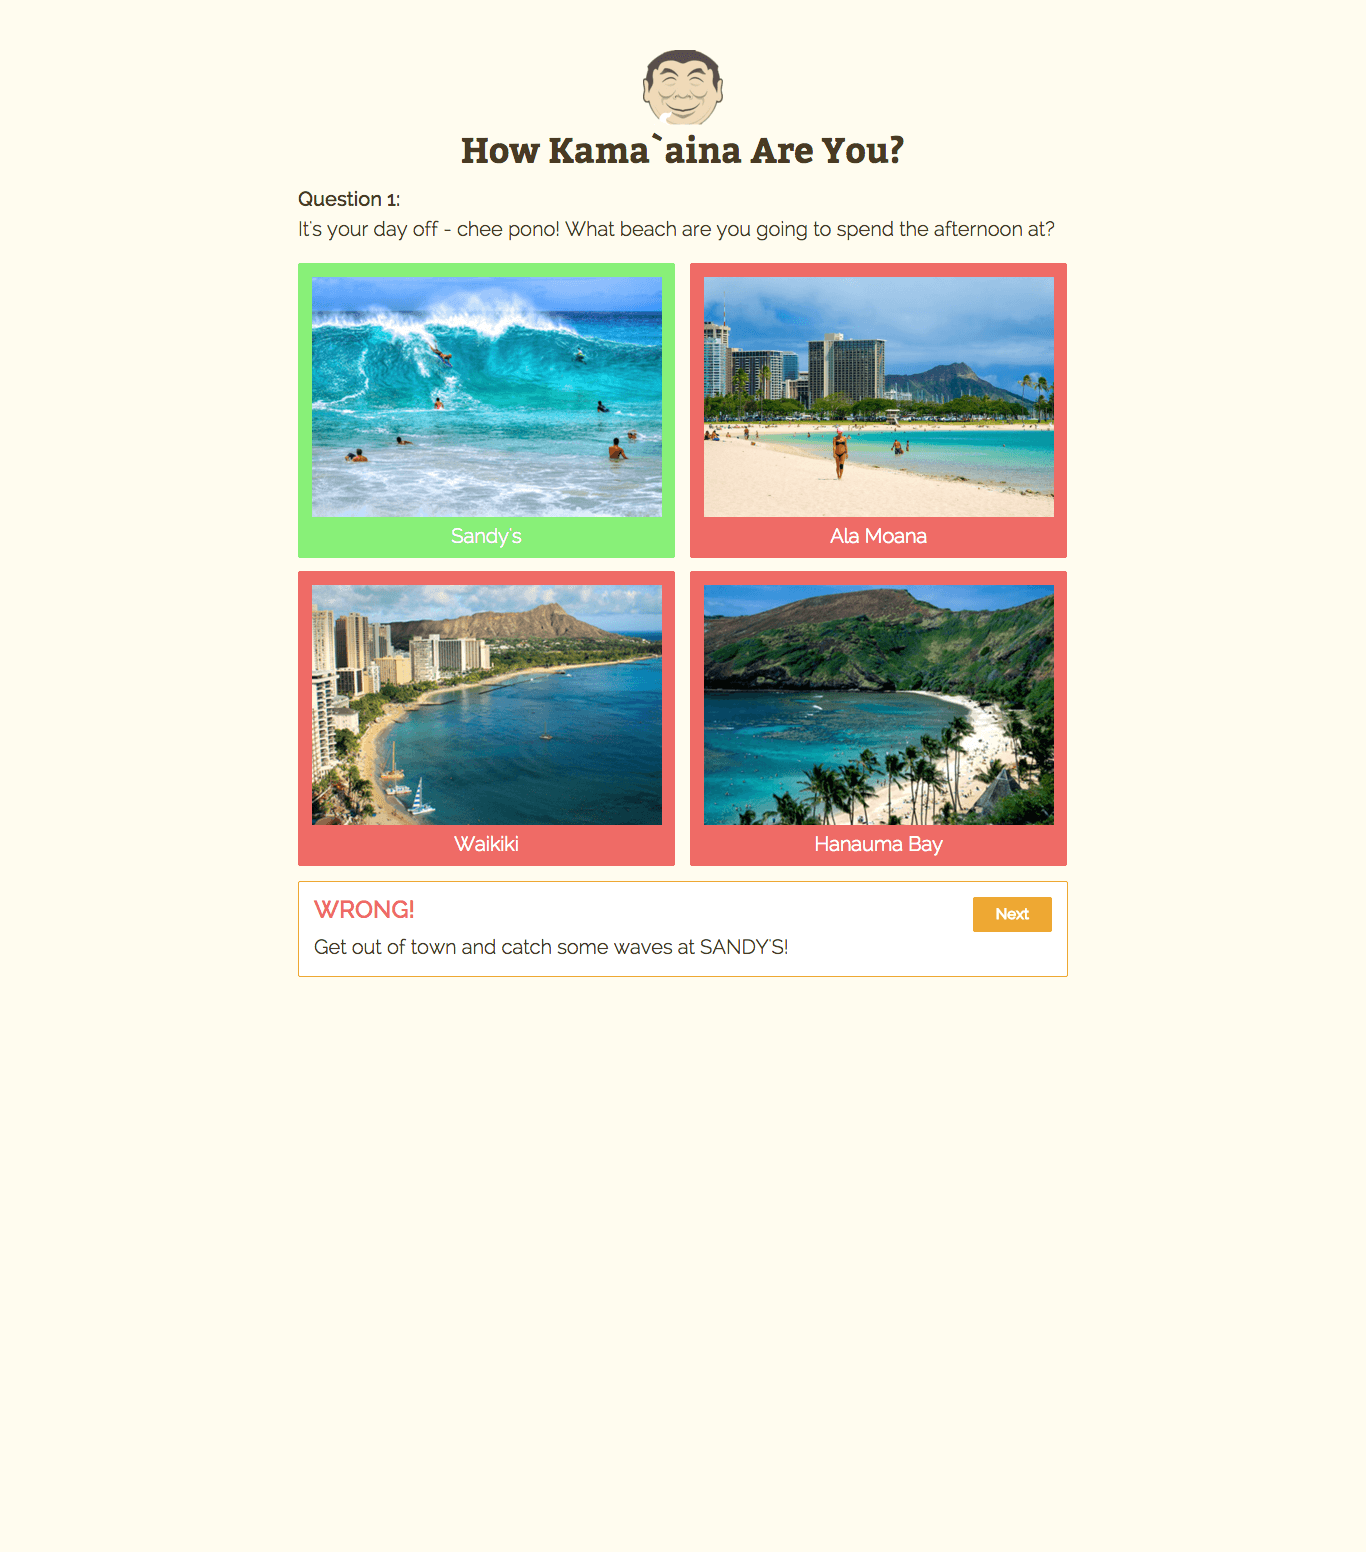 How Kama`aina Are You?
Question 1:
It's your day off - chee pono! What beach are you going to spend the afternoon at?
Sandy's
Ala Moana
Waikiki
Hanauma Bay
WRONG!
Next
Get out of town and catch some waves at SANDY'S!